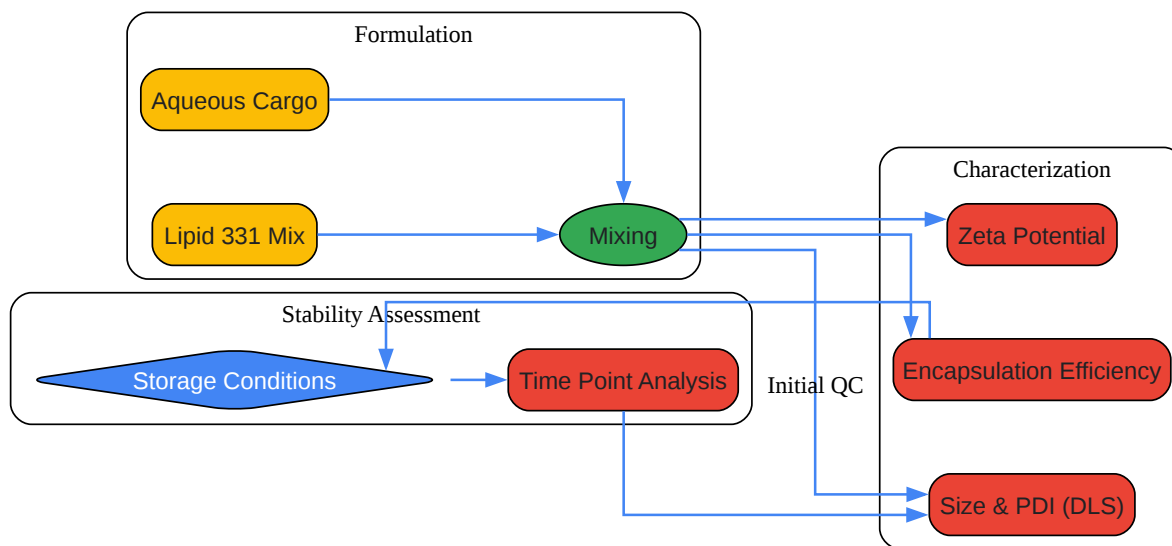 Formulation
Aqueous Cargo
Characterization
Lipid 331 Mix
Mixing
Zeta Potential
Stability Assessment
Storage Conditions
Time Point Analysis
Initial QC
Encapsulation Efficiency
Size & PDI (DLS)